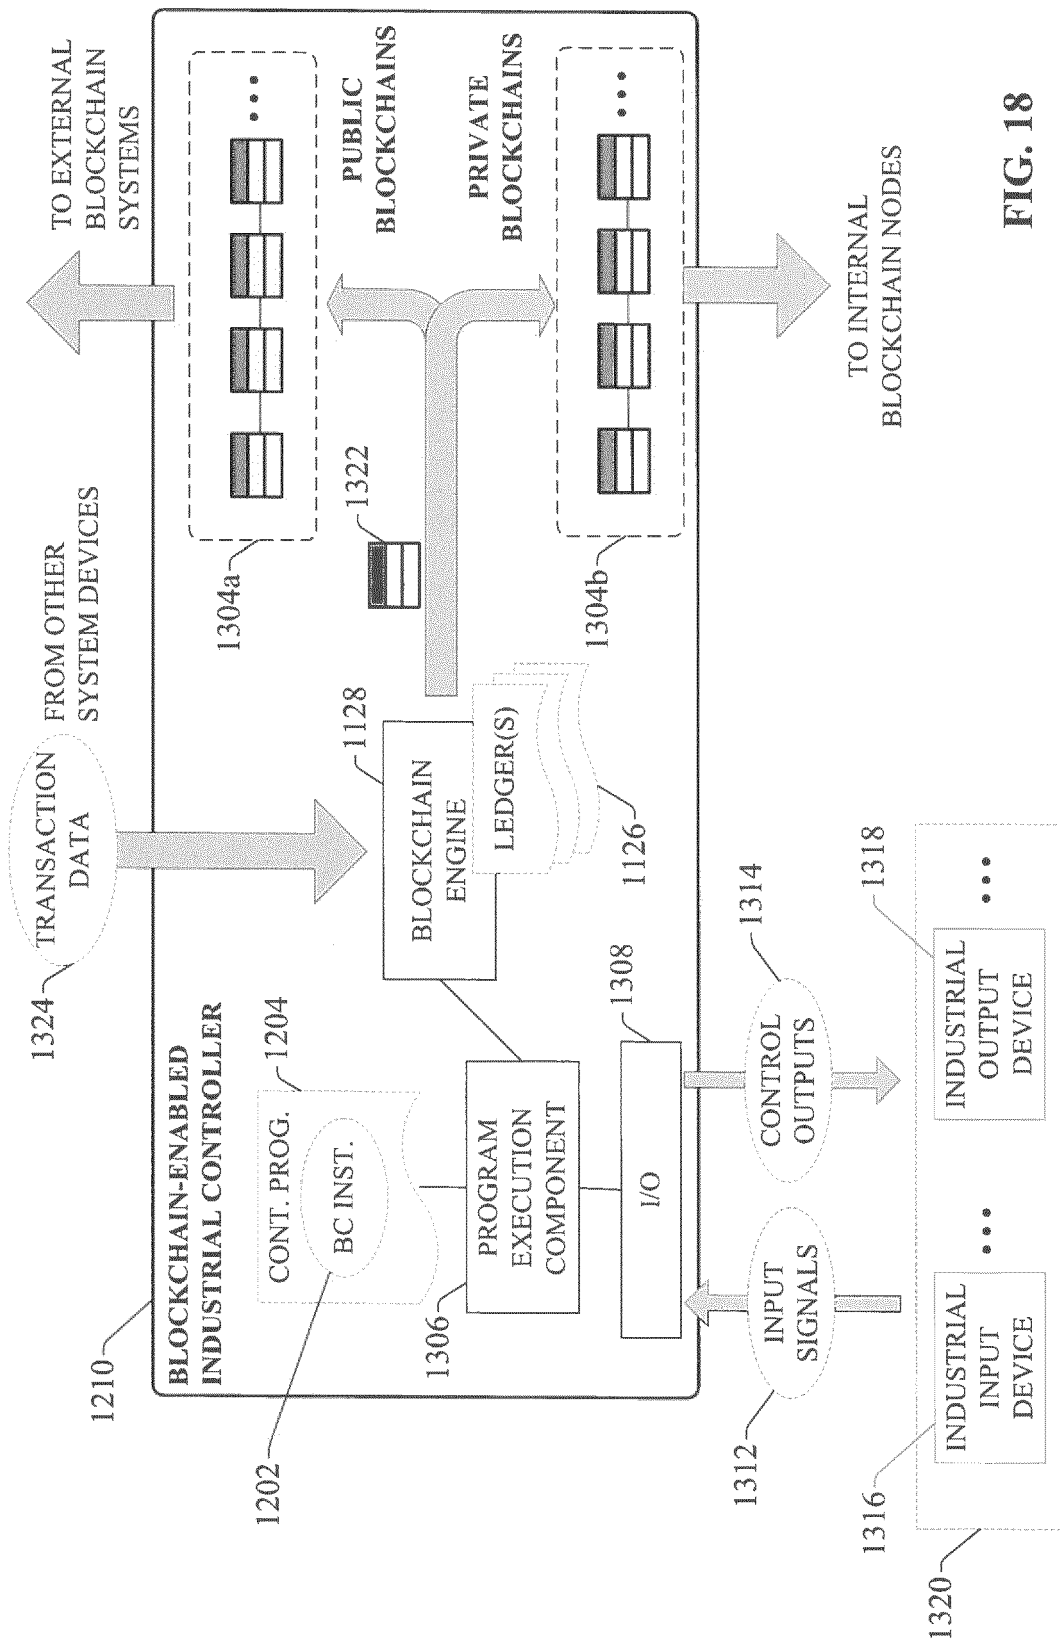 1324
TRANSACTION
DATA
FROM OTHER
SYSTEM DEVICES
TO EXTERNAL
BLOCKCHAIN
SYSTEMS
1210
BLOCKCHAIN-ENABLED
INDUSTRIAL CONTROLLER
1202
CONT. PROG.
BC INST.
1204
1306
PROGRAM
EXECUTION
COMPONENT
I/O
1308
BLOCKCHAIN
ENGINE
1128
LEDGER(S)
1126
1322
1304a
PUBLIC
BLOCKCHAINS
PRIVATE
BLOCKCHAINS
1304b
TO INTERNAL
BLOCKCHAIN NODES
1312
INPUT
SIGNALS
CONTROL
OUTPUTS
1314
1316
INDUSTRIAL
INPUT
DEVICE
INDUSTRIAL
OUTPUT
DEVICE
1318
1320
FIG. 18